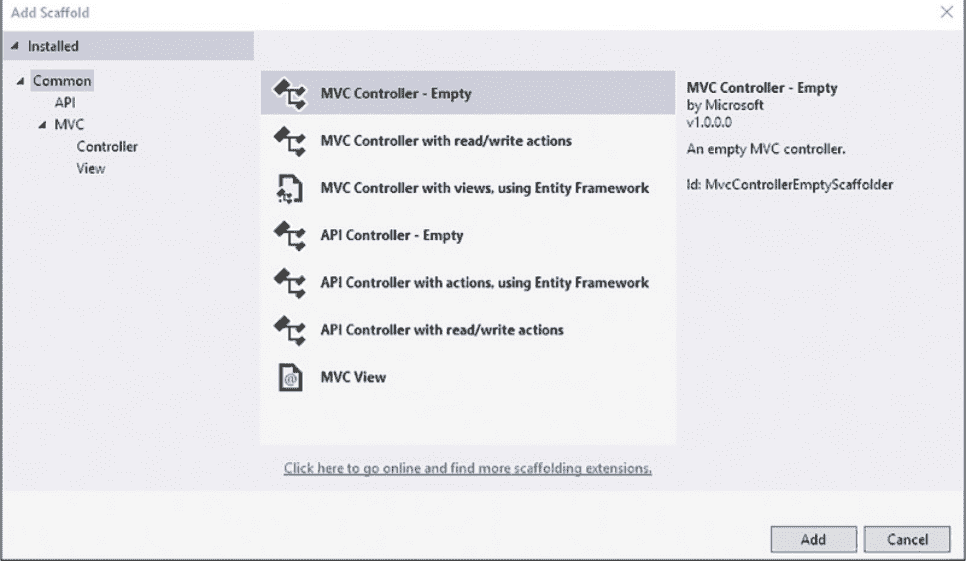 Add Scaffold
Installed
Common
API
MVC
Controller
View
MVC Controller - Empty
MVC Controller with read/write actions
MVC Controller with views, using Entity Framework
API Controller - Empty
API Controller with actions, using Entity Framework
API Controller with read/write actions
MVC View
Click here to go online and find more scaffolding extensions.
MVC Controller - Empty
by Microsoft
v1.0.0.0
An empty MVC controller.
Id: MvcControllerEmptyScaffolder
Add
Cancel